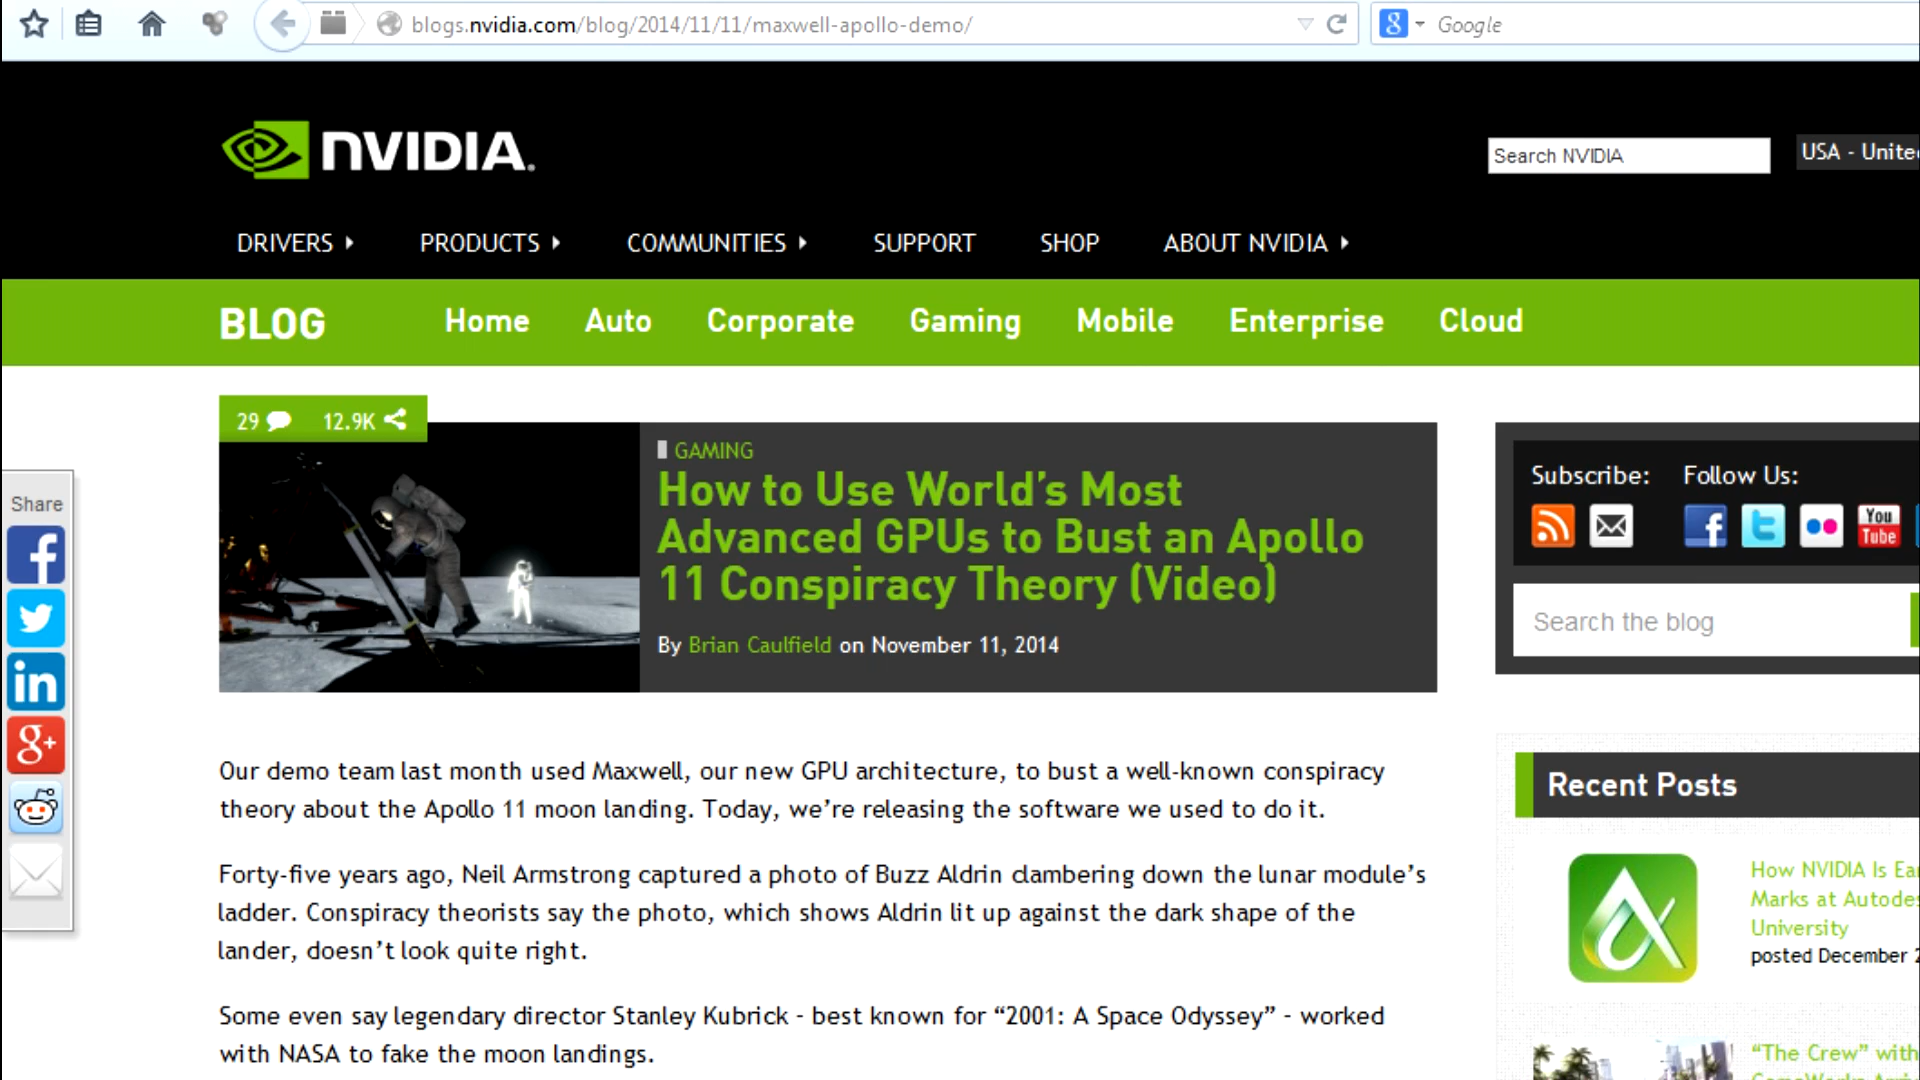 blogs.nvidia.com/blog/2014/11/11/maxwell-apollo-demo/
Google
NVIDIA.
Search NVIDIA
USA - United
DRIVERS
PRODUCTS
COMMUNITIES
SUPPORT
SHOP
ABOUT NVIDIA
BLOG
Home
Auto
Corporate
Gaming
Mobile
Enterprise
Cloud
29
12.9K
GAMING
How to Use World's Most
Advanced GPUs to Bust an Apollo
11 Conspiracy Theory (Video)
By Brian Caulfield on November 11, 2014
Share
Subscribe:
Follow Us:
You
Tube
Search the blog
Our demo team last month used Maxwell, our new GPU architecture, to bust a well-known conspiracy
theory about the Apollo 11 moon landing. Today, we're releasing the software we used to do it.
Forty-five years ago, Neil Armstrong captured a photo of Buzz Aldrin clambering down the lunar module's
ladder. Conspiracy theorists say the photo, which shows Aldrin lit up against the dark shape of the
lander, doesn't look quite right.
Some even say legendary director Stanley Kubrick - best known for “2001: A Space Odyssey” - worked
with NASA to fake the moon landings.
Recent Posts
How NVIDIA Is
Marks at
University
posted December
“The Crew” with